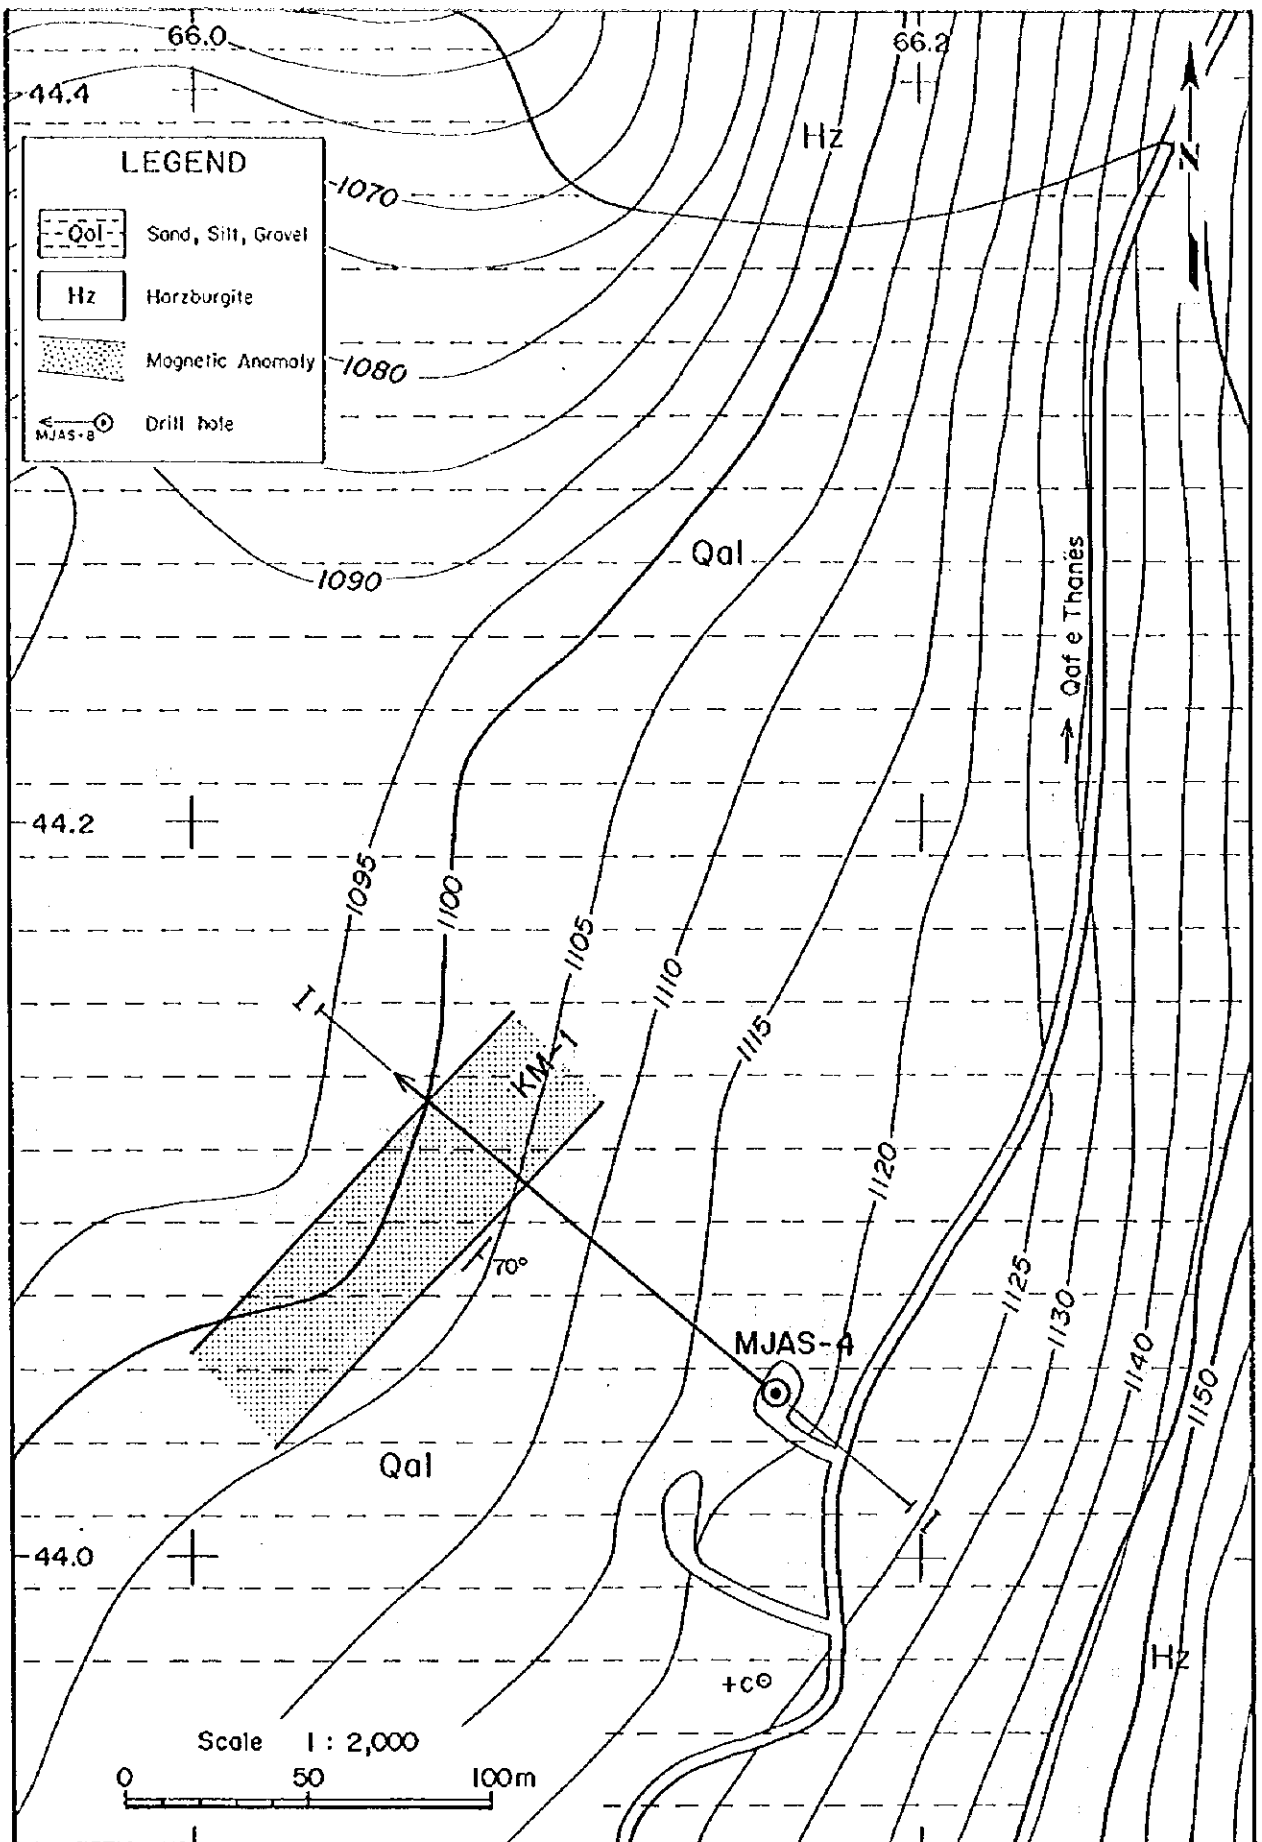 66.0
66.2
44.4
N
Hz
LEGEND
Qal
Sand, Silt, Gravel
Hz
Harzburgite
Magnetic Anomaly
MJAS-8
Drill hole
1070
1080
1090
Qal
Qaf e Thanës
44.2
1095
1100
1105
1110
1115
I
KM-1
1120
70°
1125
1130
1140
1150
MJAS-4
Qal
I
44.0
Hz
+c
Scale 1 : 2,000
0 50 100m